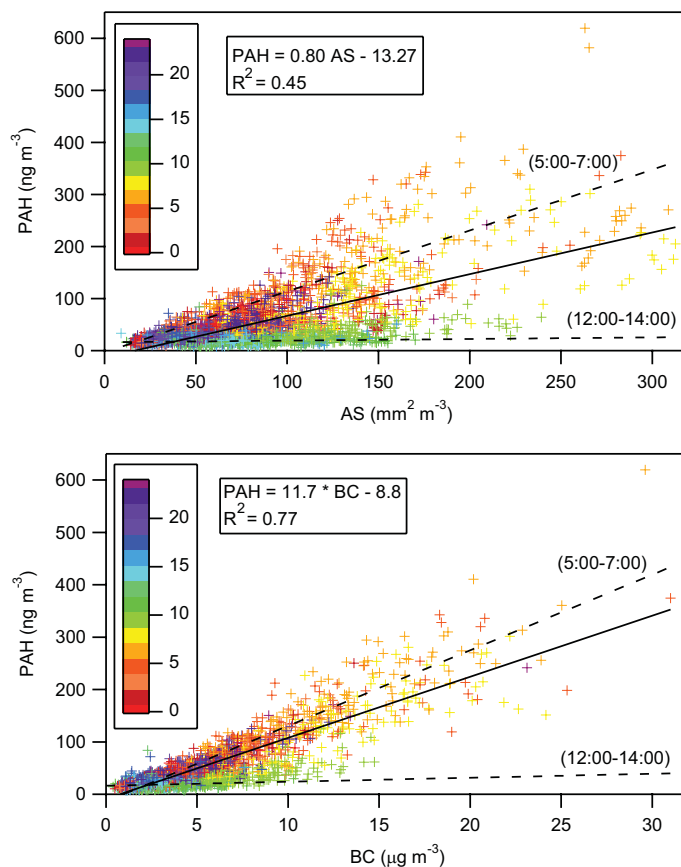 600
500
400
300
200
100
0
PAH (ng m⁻³)
20
15
10
5
0
PAH = 0.80 AS - 13.27
R² = 0.45
(5:00-7:00)
(12:00-14:00)
0 50 100 150 200 250 300
AS (mm² m⁻³)
600
500
400
300
200
100
0
PAH (ng m⁻³)
20
15
10
5
0
PAH = 11.7 * BC - 8.8
R² = 0.77
(5:00-7:00)
(12:00-14:00)
0 5 10 15 20 25 30
BC (µg m⁻³)